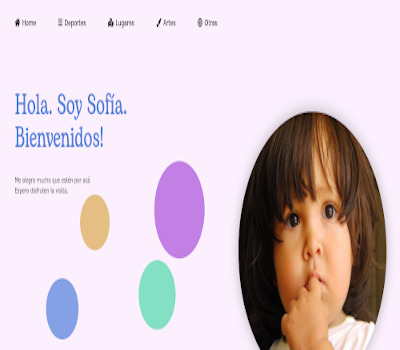 Home Deportes Lugares Artes Otras
Hola. Soy Sofía.
Bienvenidos!
Me alegra mucho que estén por acá
Espero disfruten la visita.